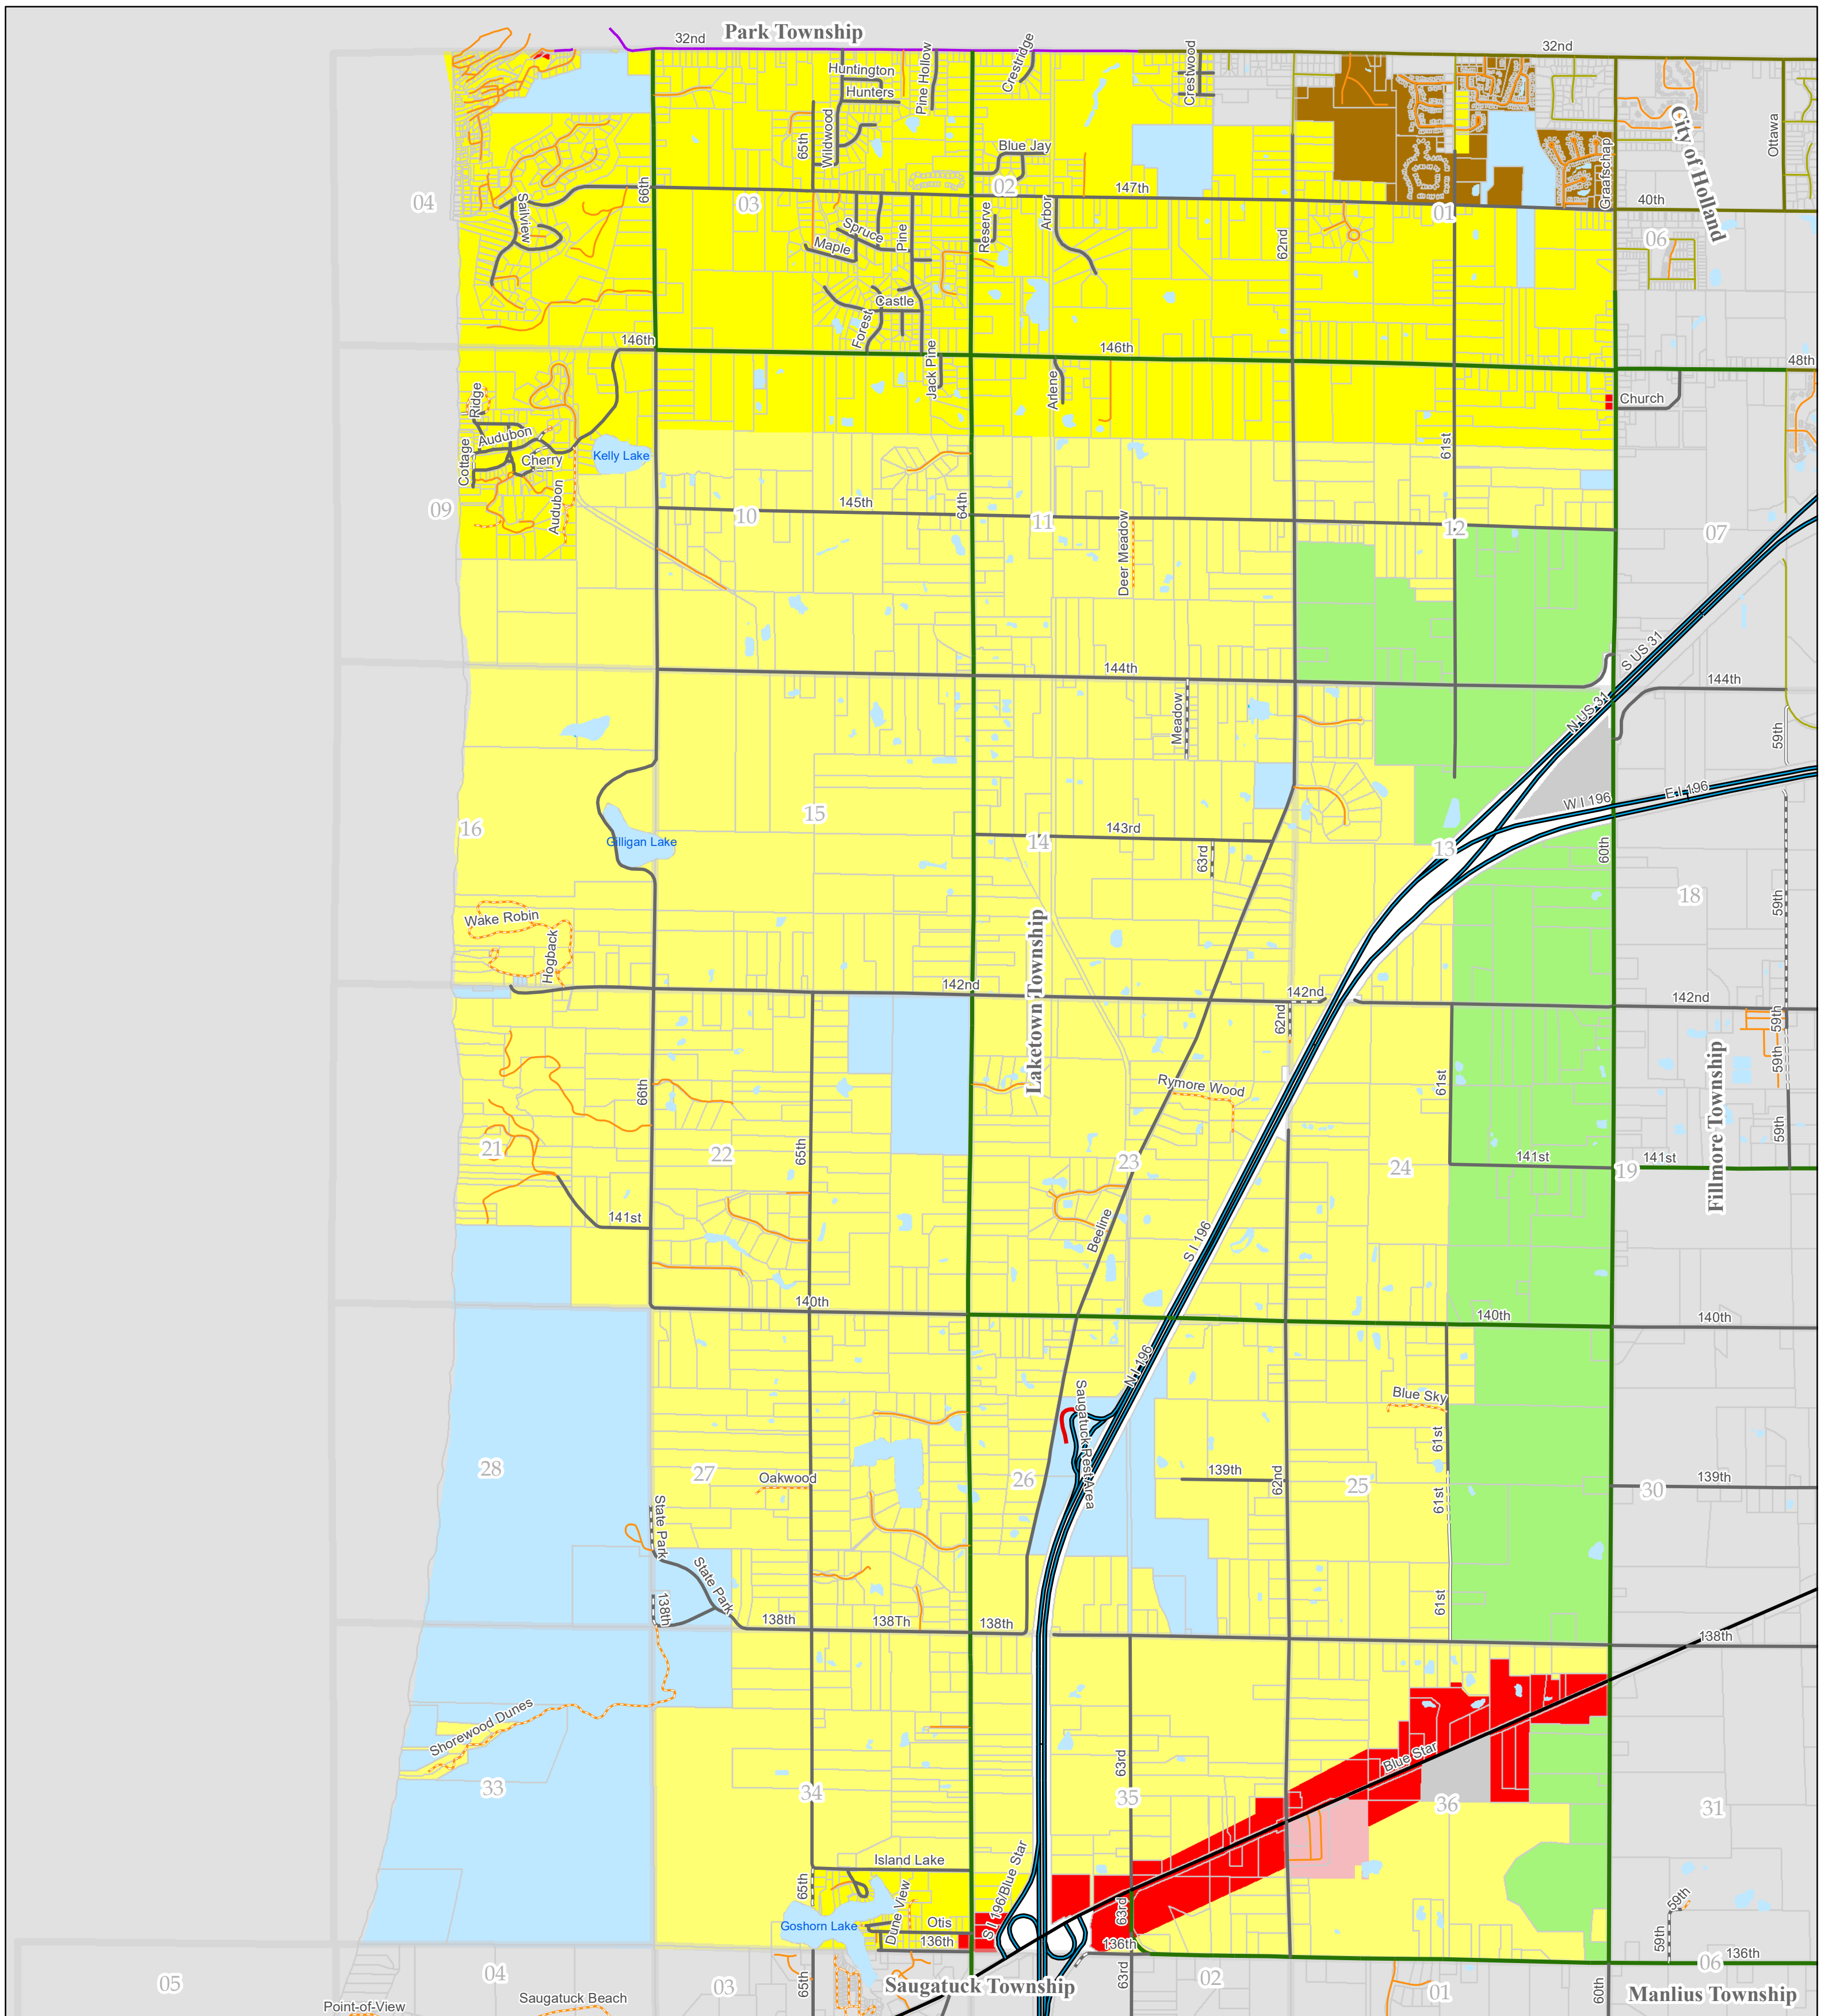 Park Township
32nd
32nd
Huntington
Hunters
Pine Hollow
Crestridge
Crestwood
65th
Wildwood
Blue Jay
City of Holland
Ottawa
Graafschap
04
Sailview
66th
03
02
147th
01
40th
06
Spruce
Maple
Pine
Reserve
Arbor
62nd
Castle
Forest
146th
146th
48th
Jack Pine
Arlene
Church
Ridge
Audubon
Cherry
Cottage
Kelly Lake
61st
09
Audubon
10
145th
64th
11
Deer Meadow
12
07
144th
S US 31
N US 31
144th
Meadow
59th
W I 196
E I 196
16
Gilligan Lake
15
14
143rd
63rd
13
60th
18
59th
Wake Robin
Hogback
142nd
Laketown Township
142nd
62nd
142nd
59th
59th
Fillmore Township
66th
Rymore Wood
61st
59th
21
22
65th
23
24
141st
19
141st
141st
Beeline
S I 196
140th
140th
140th
N I 196
Saugatuck Rest Area
Blue Sky
61st
28
27
Oakwood
26
139th
62nd
25
61st
30
139th
State Park
State Park
138th
138th
138Th
138th
61st
138th
Shorewood Dunes
33
34
63rd
35
Blue Star
36
31
Island Lake
65th
S I 196/Blue Star
Goshorn Lake
Dune View
Otis
136th
63rd
136th
59th
59th
136th
05
04
03
65th
Saugatuck Township
63rd
02
01
60th
06
Manlius Township
Point-of-View
Saugatuck Beach